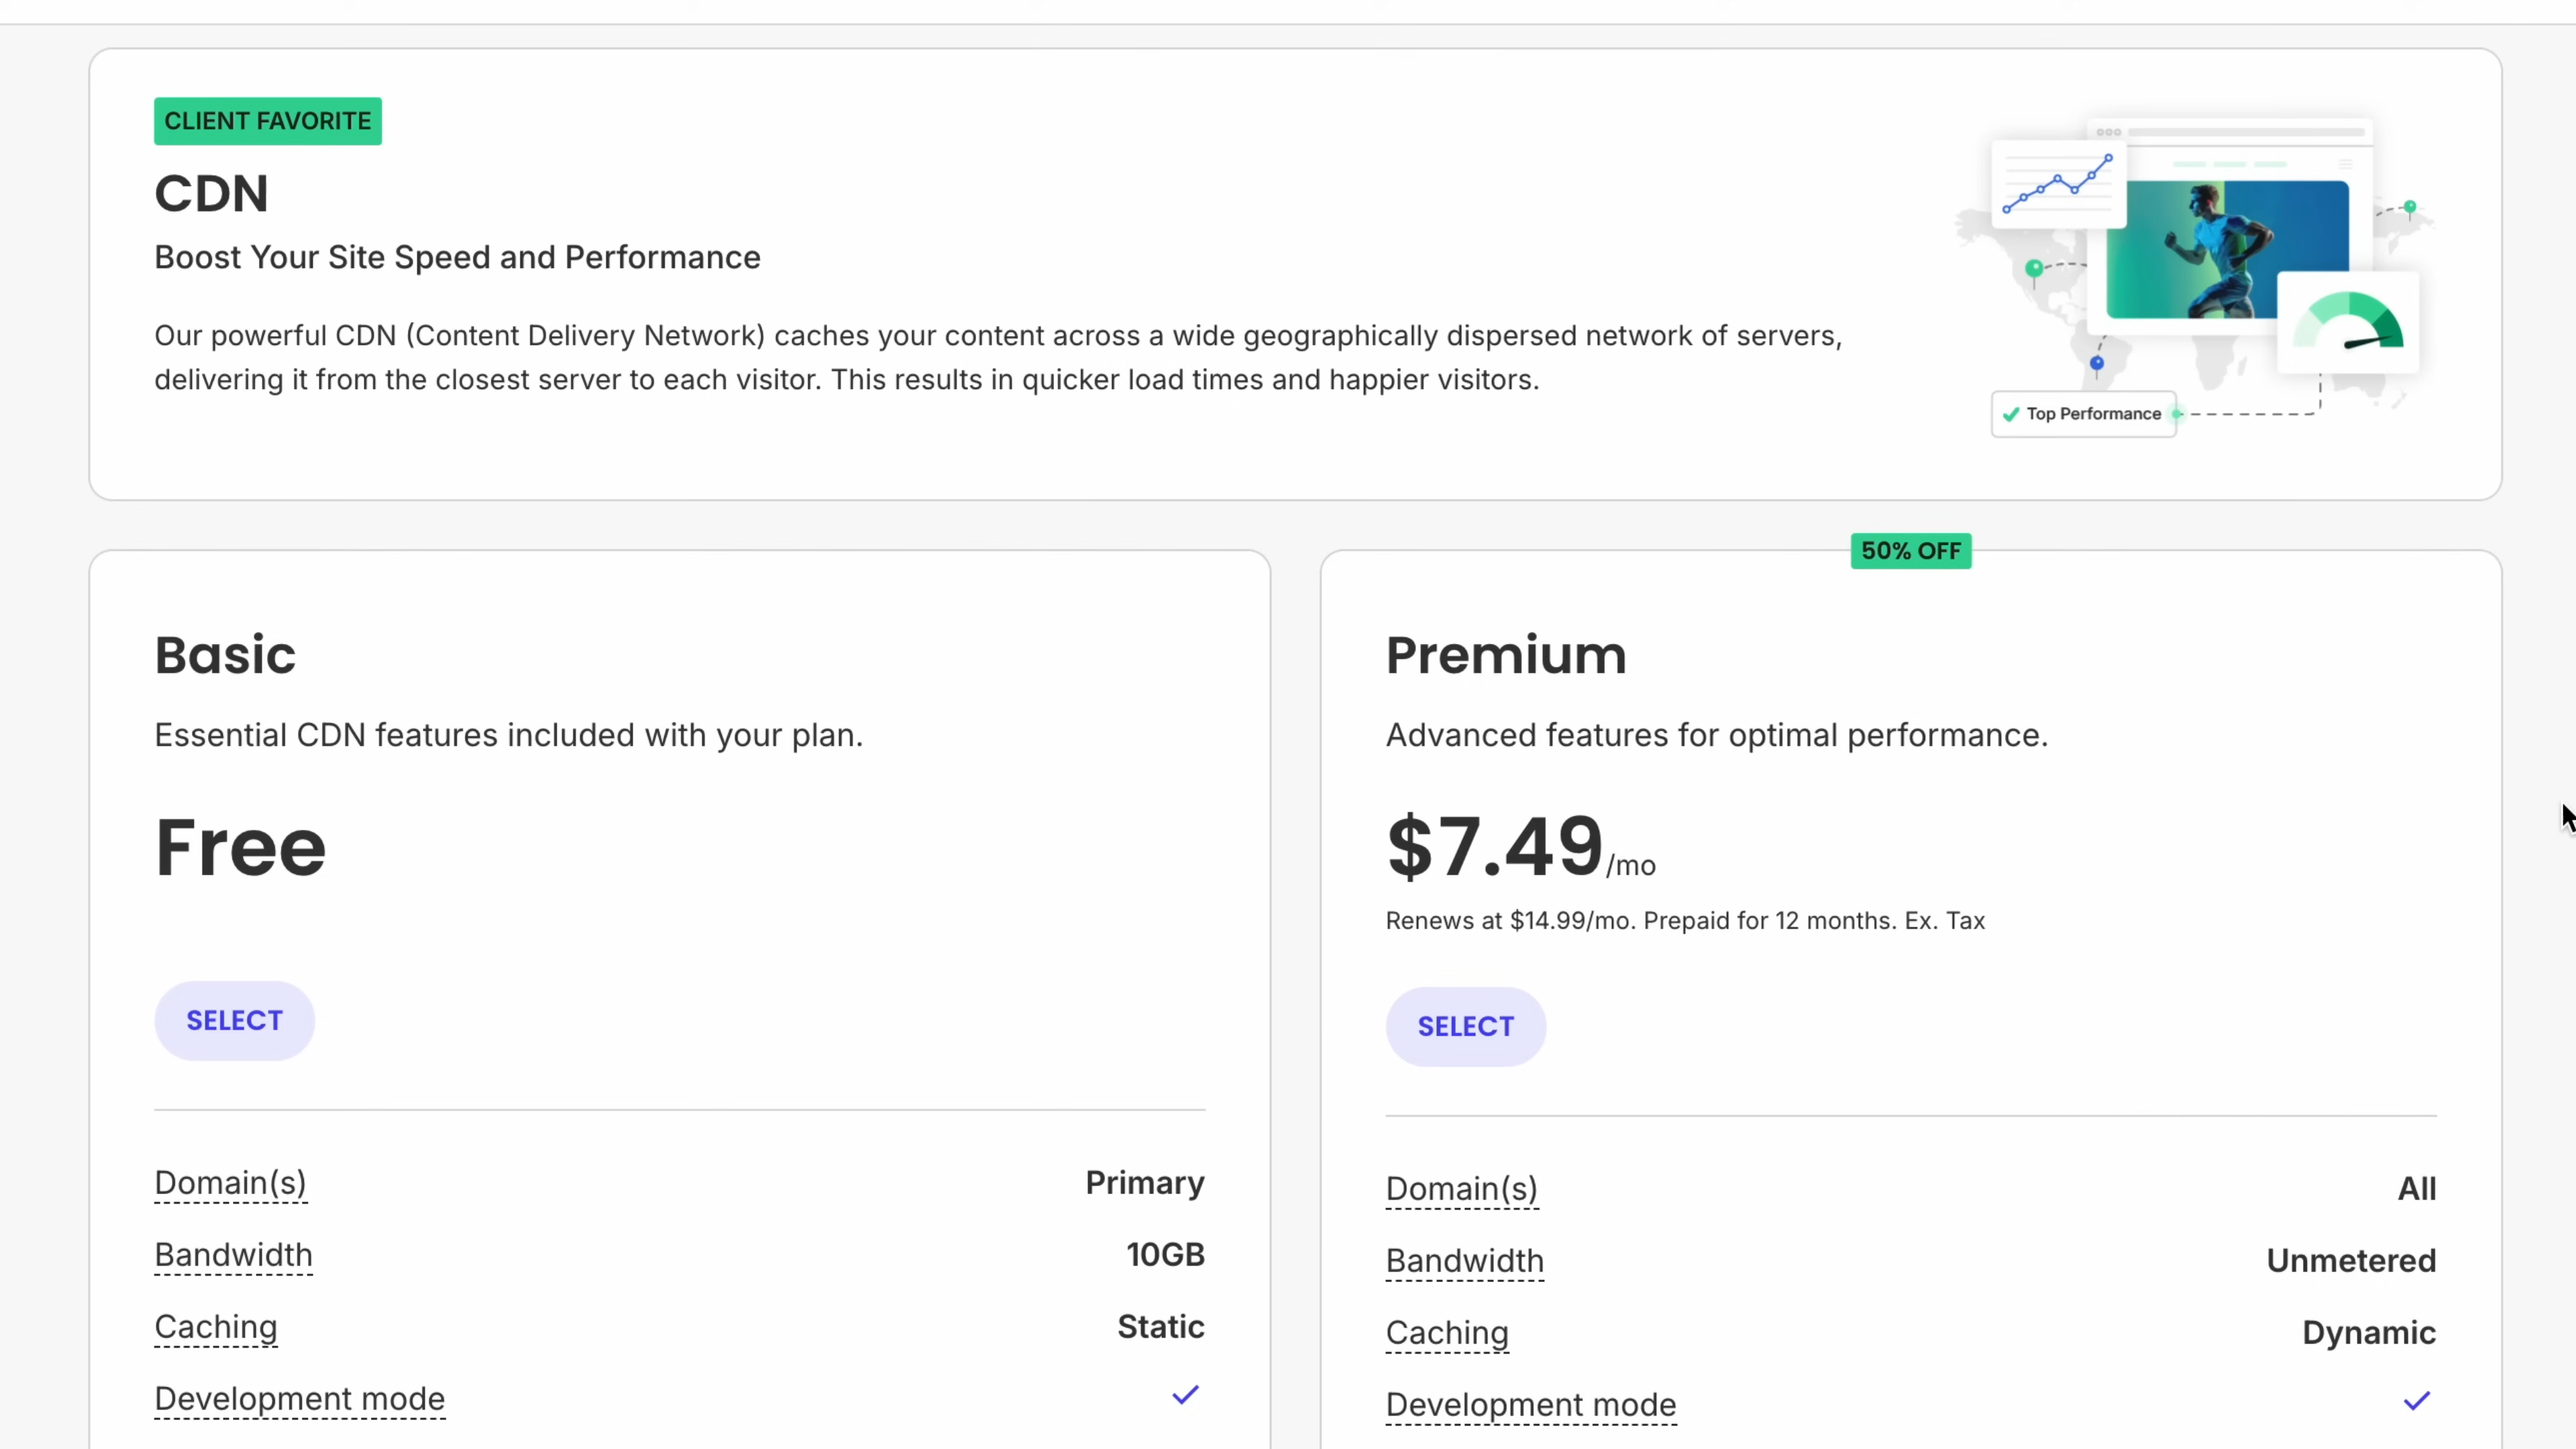 CLIENT FAVORITE
CDN
Boost Your Site Speed and Performance
Our powerful CDN (Content Delivery Network) caches your content across a wide geographically dispersed network of servers,
delivering it from the closest server to each visitor. This results in quicker load times and happier visitors.
Top Performance
Basic
Essential CDN features included with your plan.
Free
SELECT
Domain(s) Primary
Bandwidth 10GB
Caching Static
Development mode
50% OFF
Premium
Advanced features for optimal performance.
$7.49/mo
Renews at $14.99/mo. Prepaid for 12 months. Ex. Tax
SELECT
Domain(s) All
Bandwidth Unmetered
Caching Dynamic
Development mode